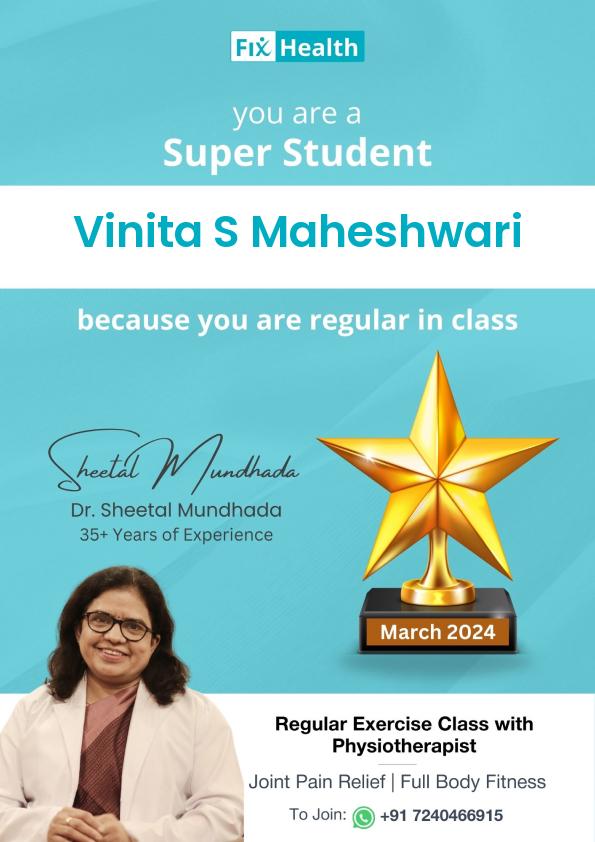 Fix Health
you are a
Super Student
Vinita S Maheshwari
because you are regular in class
Sheetal Mundhada
Dr. Sheetal Mundhada
35+ Years of Experience
March 2024
Regular Exercise Class with
Physiotherapist
Joint Pain Relief | Full Body Fitness
To Join: +91 7240466915